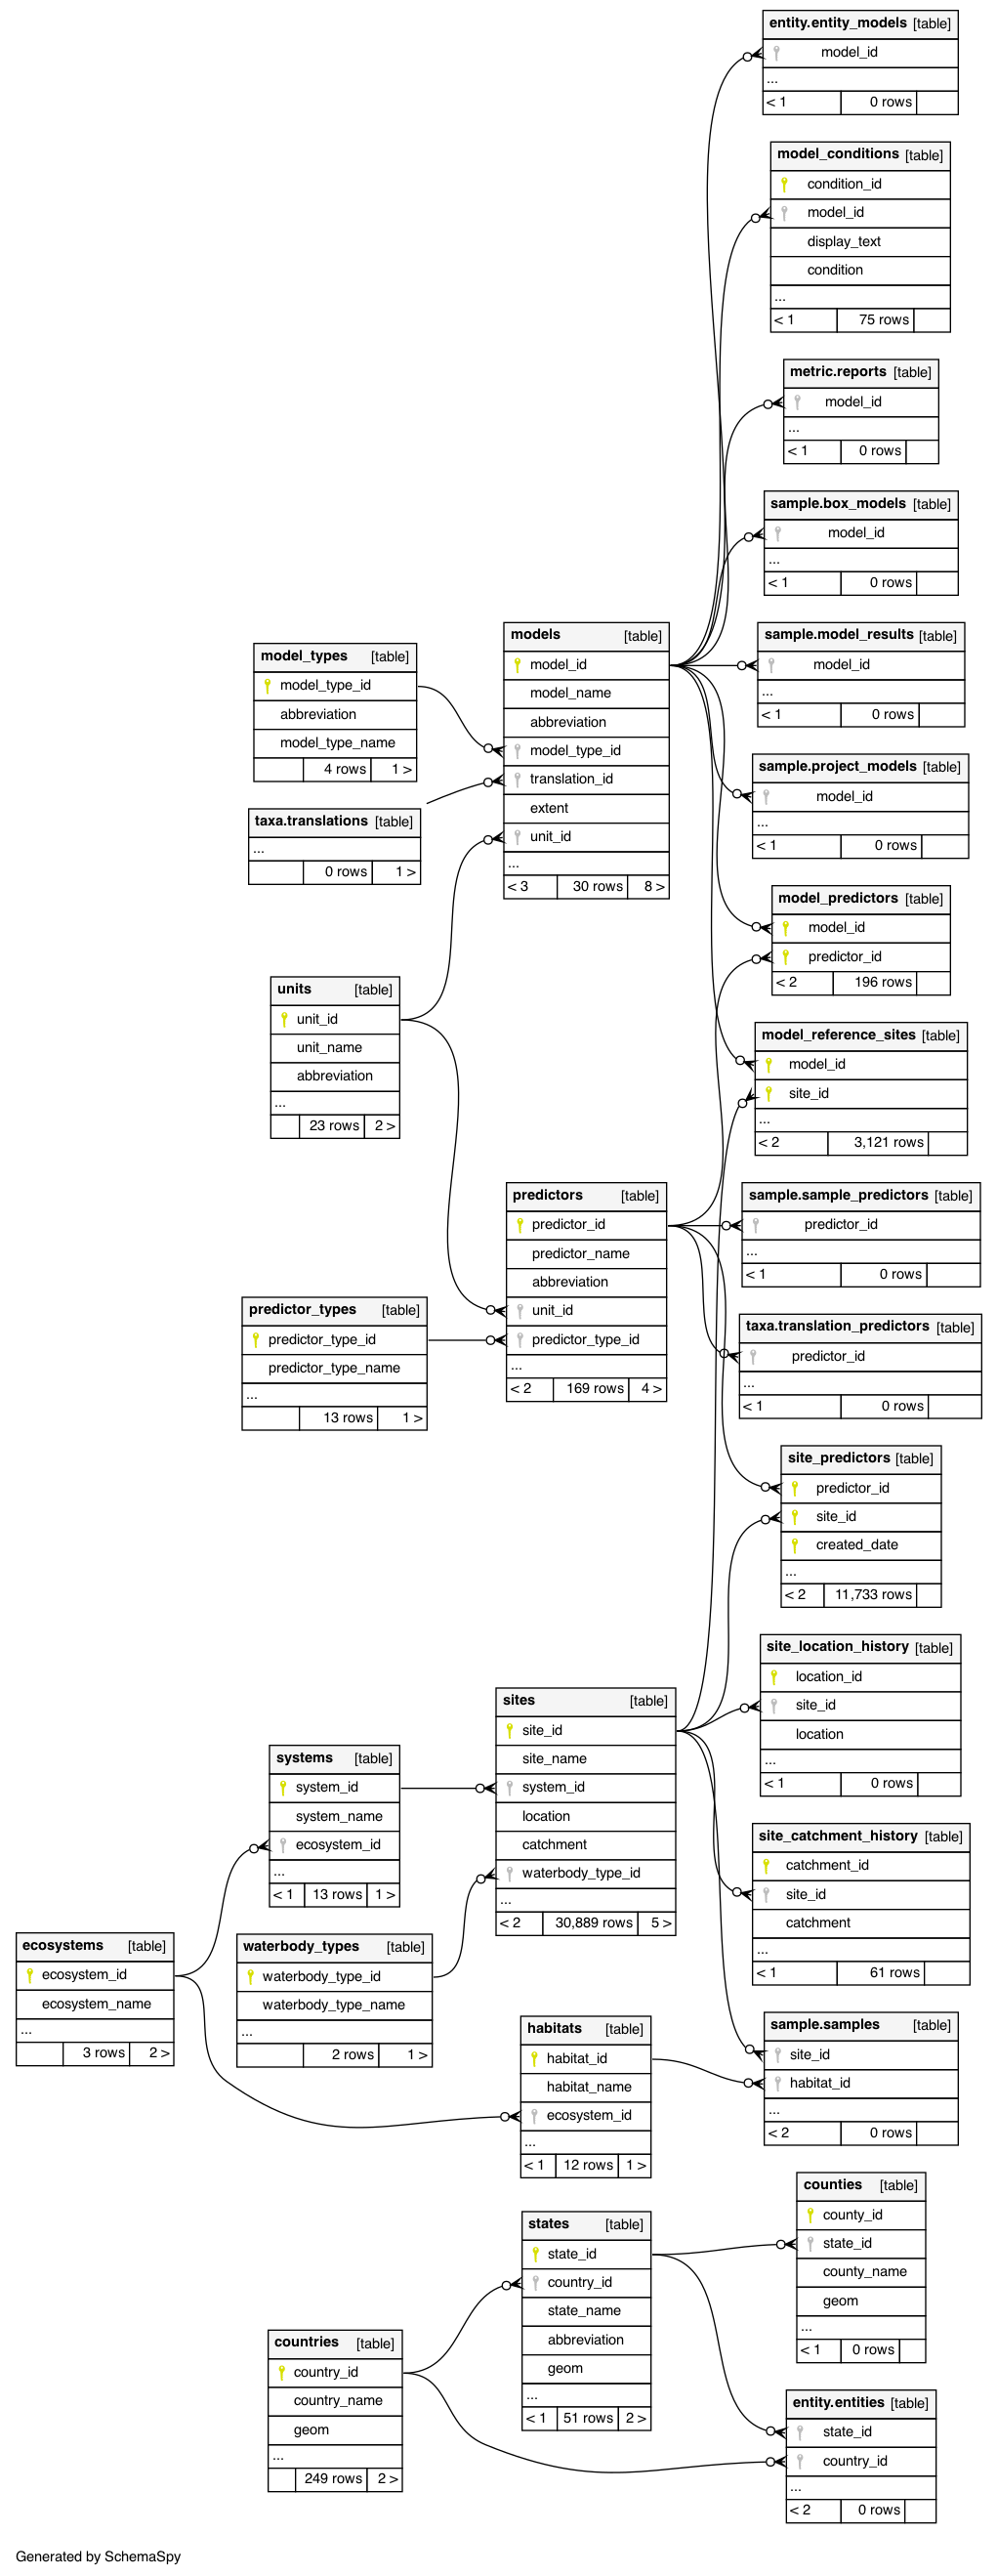 entity.entity_models [table]
model_id
...
< 1 0 rows
model_conditions [table]
condition_id
model_id
display_text
condition
...
< 1 75 rows
metric.reports [table]
model_id
...
< 1 0 rows
sample.box_models [table]
model_id
...
< 1 0 rows
models [table]
model_id
model_name
abbreviation
model_type_id
translation_id
extent
unit_id
...
< 3 30 rows 8 >
sample.model_results [table]
model_id
...
< 1 0 rows
model_types [table]
model_type_id
abbreviation
model_type_name
4 rows 1 >
sample.project_models [table]
model_id
...
< 1 0 rows
taxa.translations [table]
...
0 rows 1 >
model_predictors [table]
model_id
predictor_id
< 2 196 rows
units [table]
unit_id
unit_name
abbreviation
...
23 rows 2 >
model_reference_sites [table]
model_id
site_id
...
< 2 3,121 rows
predictors [table]
predictor_id
predictor_name
abbreviation
unit_id
predictor_type_id
...
< 2 169 rows 4 >
sample.sample_predictors [table]
predictor_id
...
< 1 0 rows
predictor_types [table]
predictor_type_id
predictor_type_name
...
13 rows 1 >
taxa.translation_predictors [table]
predictor_id
...
< 1 0 rows
site_predictors [table]
predictor_id
site_id
created_date
...
< 2 11,733 rows
site_location_history [table]
location_id
site_id
location
...
< 1 0 rows
sites [table]
site_id
site_name
system_id
location
catchment
waterbody_type_id
...
< 2 30,889 rows 5 >
systems [table]
system_id
system_name
ecosystem_id
...
< 1 13 rows 1 >
site_catchment_history [table]
catchment_id
site_id
catchment
...
< 1 61 rows
ecosystems [table]
ecosystem_id
ecosystem_name
...
3 rows 2 >
waterbody_types [table]
waterbody_type_id
waterbody_type_name
...
2 rows 1 >
habitats [table]
habitat_id
habitat_name
ecosystem_id
...
< 1 12 rows 1 >
sample.samples [table]
site_id
habitat_id
...
< 2 0 rows
counties [table]
county_id
state_id
county_name
geom
...
< 1 0 rows
states [table]
state_id
country_id
state_name
abbreviation
geom
...
< 1 51 rows 2 >
countries [table]
country_id
country_name
geom
...
249 rows 2 >
entity.entities [table]
state_id
country_id
...
< 2 0 rows
Generated by SchemaSpy